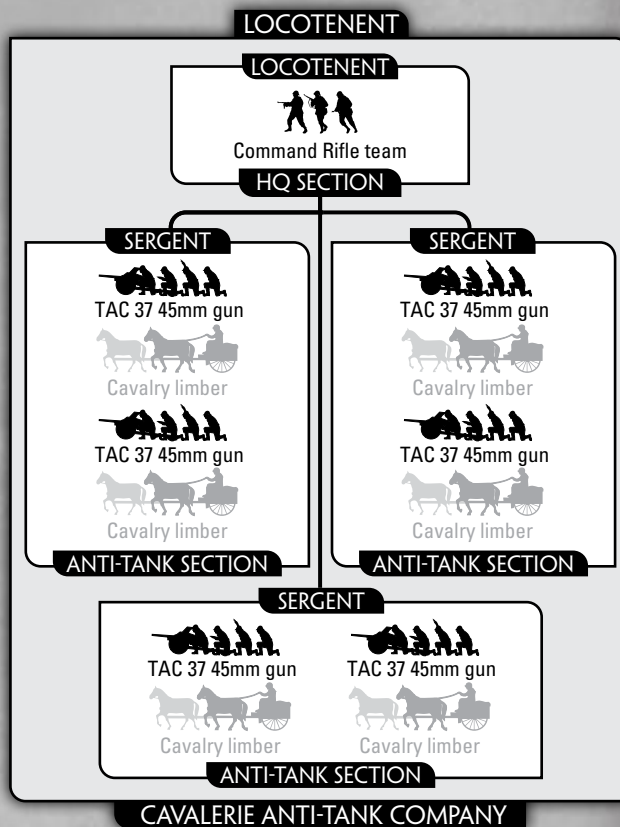 LOCOTENENT
LOCOTENENT
Command Rifle team
HQ SECTION
SERGENT
TAC 37 45mm gun
Cavalry limber
TAC 37 45mm gun
Cavalry limber
ANTI-TANK SECTION
SERGENT
TAC 37 45mm gun
Cavalry limber
TAC 37 45mm gun
Cavalry limber
ANTI-TANK SECTION
SERGENT
TAC 37 45mm gun
Cavalry limber
TAC 37 45mm gun
Cavalry limber
ANTI-TANK SECTION
CAVALERIE ANTI-TANK COMPANY